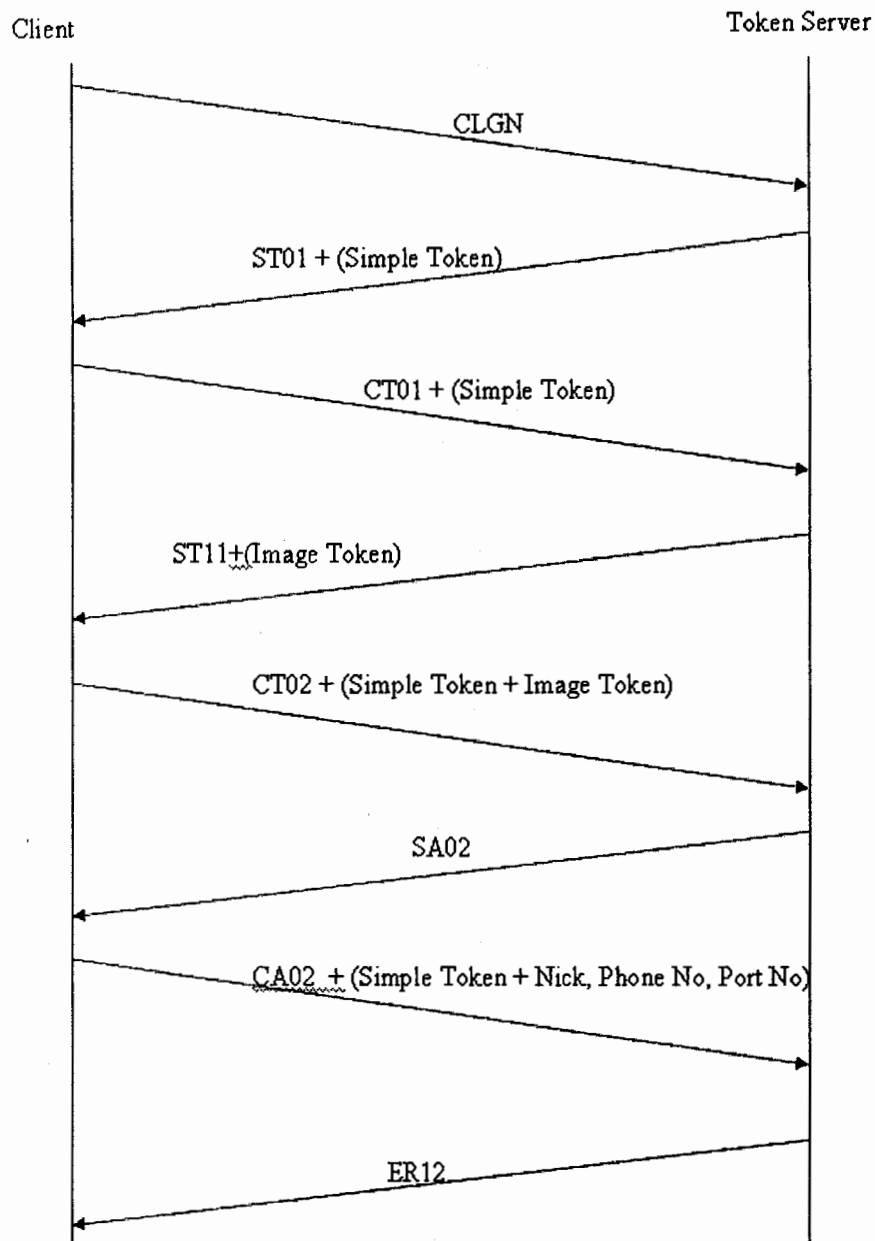 Client
Token Server
CLGN
ST01 + (Simple Token)
CT01 + (Simple Token)
ST11+(Image Token)
CT02 + (Simple Token + Image Token)
SA02
CA02 + (Simple Token + Nick, Phone No, Port No)
ER12